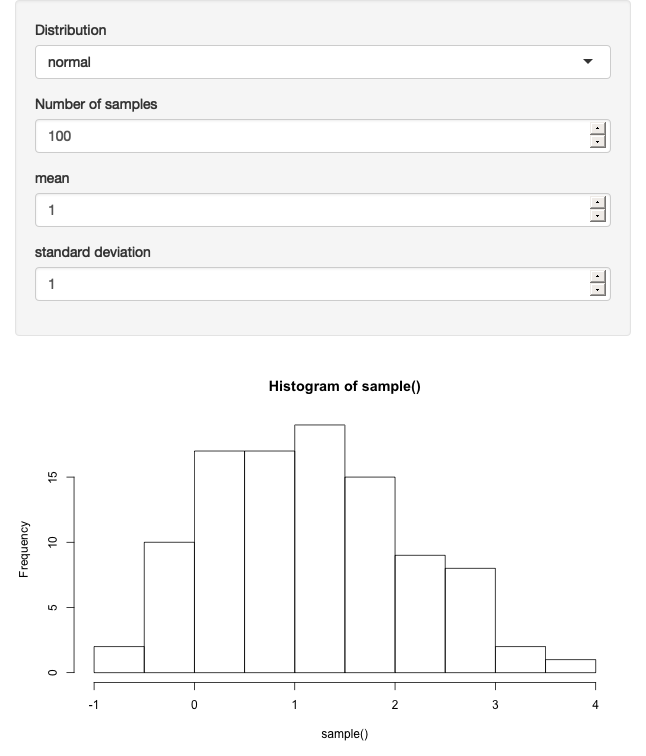 Distribution
normal
Number of samples
100
mean
1
standard deviation
1
Histogram of sample()
Frequency
15
10
5
0
-1 0 1 2 3 4
sample()